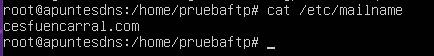 root@apuntesdns:/home/pruebaftp# cat /etc/mailname
cesfuencarral.com
root@apuntesdns:/home/pruebaftp# _